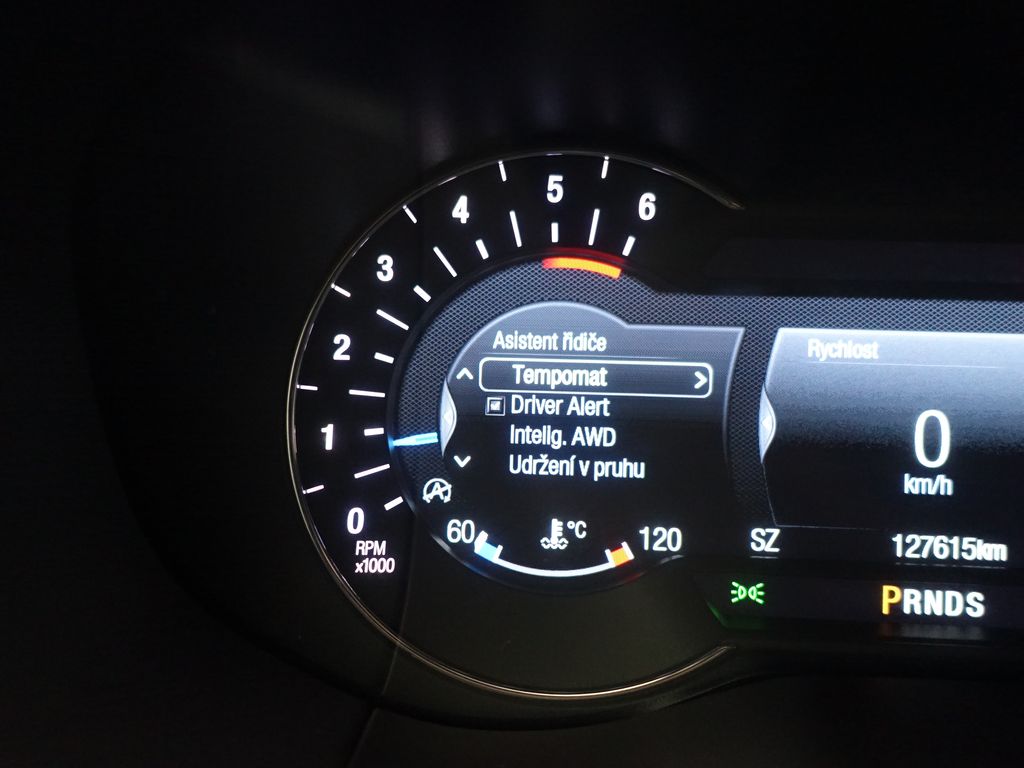 6
5
4
3
2
1
0
RPM
x1000
Asistent řidiče
Tempomat
Driver Alert
Intelig. AWD
Udržení v pruhu
A
60
°C
120
Rychlost
0
km/h
SZ
127615km
PRNDS